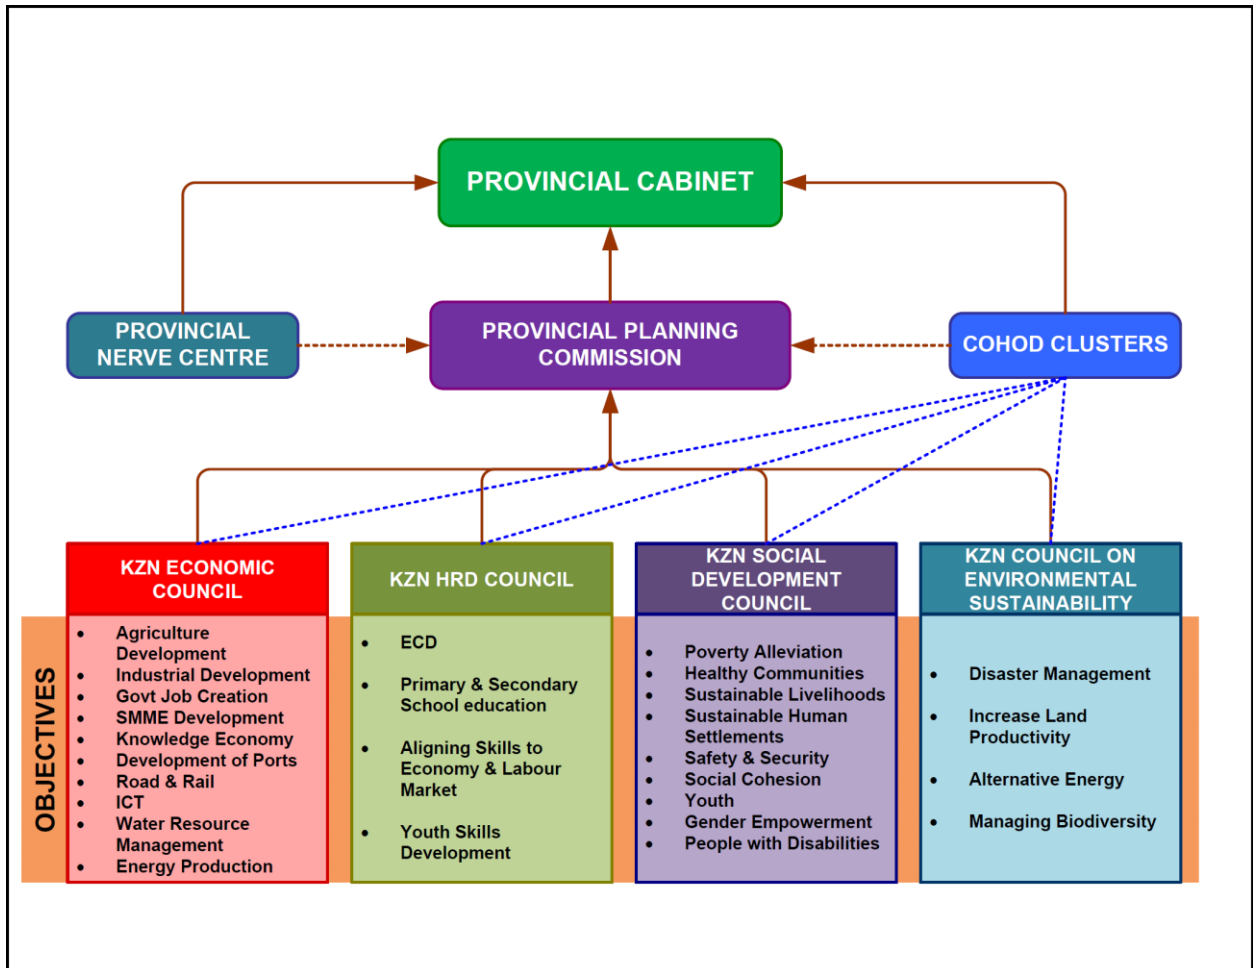 PROVINCIAL CABINET
PROVINCIAL
NERVE CENTRE
PROVINCIAL PLANNING
COMMISSION
COHOD CLUSTERS
KZN ECONOMIC
COUNCIL
KZN HRD COUNCIL
KZN SOCIAL
DEVELOPMENT
COUNCIL
KZN COUNCIL ON
ENVIRONMENTAL
SUSTAINABILITY
OBJECTIVES
• Agriculture
Development
• Industrial Development
• Govt Job Creation
• SMME Development
• Knowledge Economy
• Development of Ports
• Road & Rail
• ICT
• Water Resource
Management
• Energy Production
• ECD
• Primary & Secondary
School education
• Aligning Skills to
Economy & Labour
Market
• Youth Skills
Development
• Poverty Alleviation
• Healthy Communities
• Sustainable Livelihoods
• Sustainable Human
Settlements
• Safety & Security
• Social Cohesion
• Youth
• Gender Empowerment
• People with Disabilities
• Disaster Management
• Increase Land
Productivity
• Alternative Energy
• Managing Biodiversity